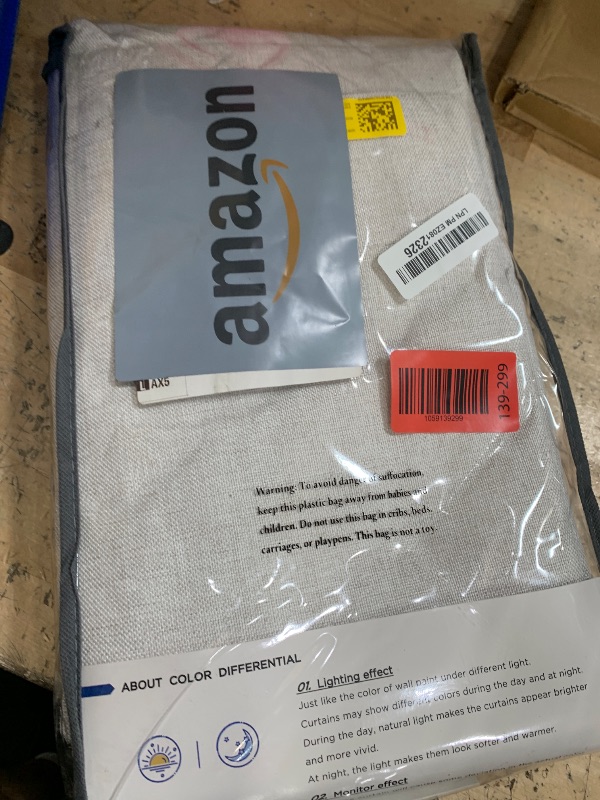 amazon
LPN PM EZ0812326
AX5
139-299
1059139299
Warning: To avoid danger of suffocation,
keep this plastic bag away from babies and
children. Do not use this bag in cribs, beds,
carriages, or playpens. This bag is not a toy.
ABOUT COLOR DIFFERENTIAL
01. Lighting effect
Just like the color of wall paint under different light.
Curtains may show different colors during the day and at night.
During the day, natural light makes the curtains appear brighter
and more vivid.
At night, the light makes them look softer and warmer.
02. Monitor effect